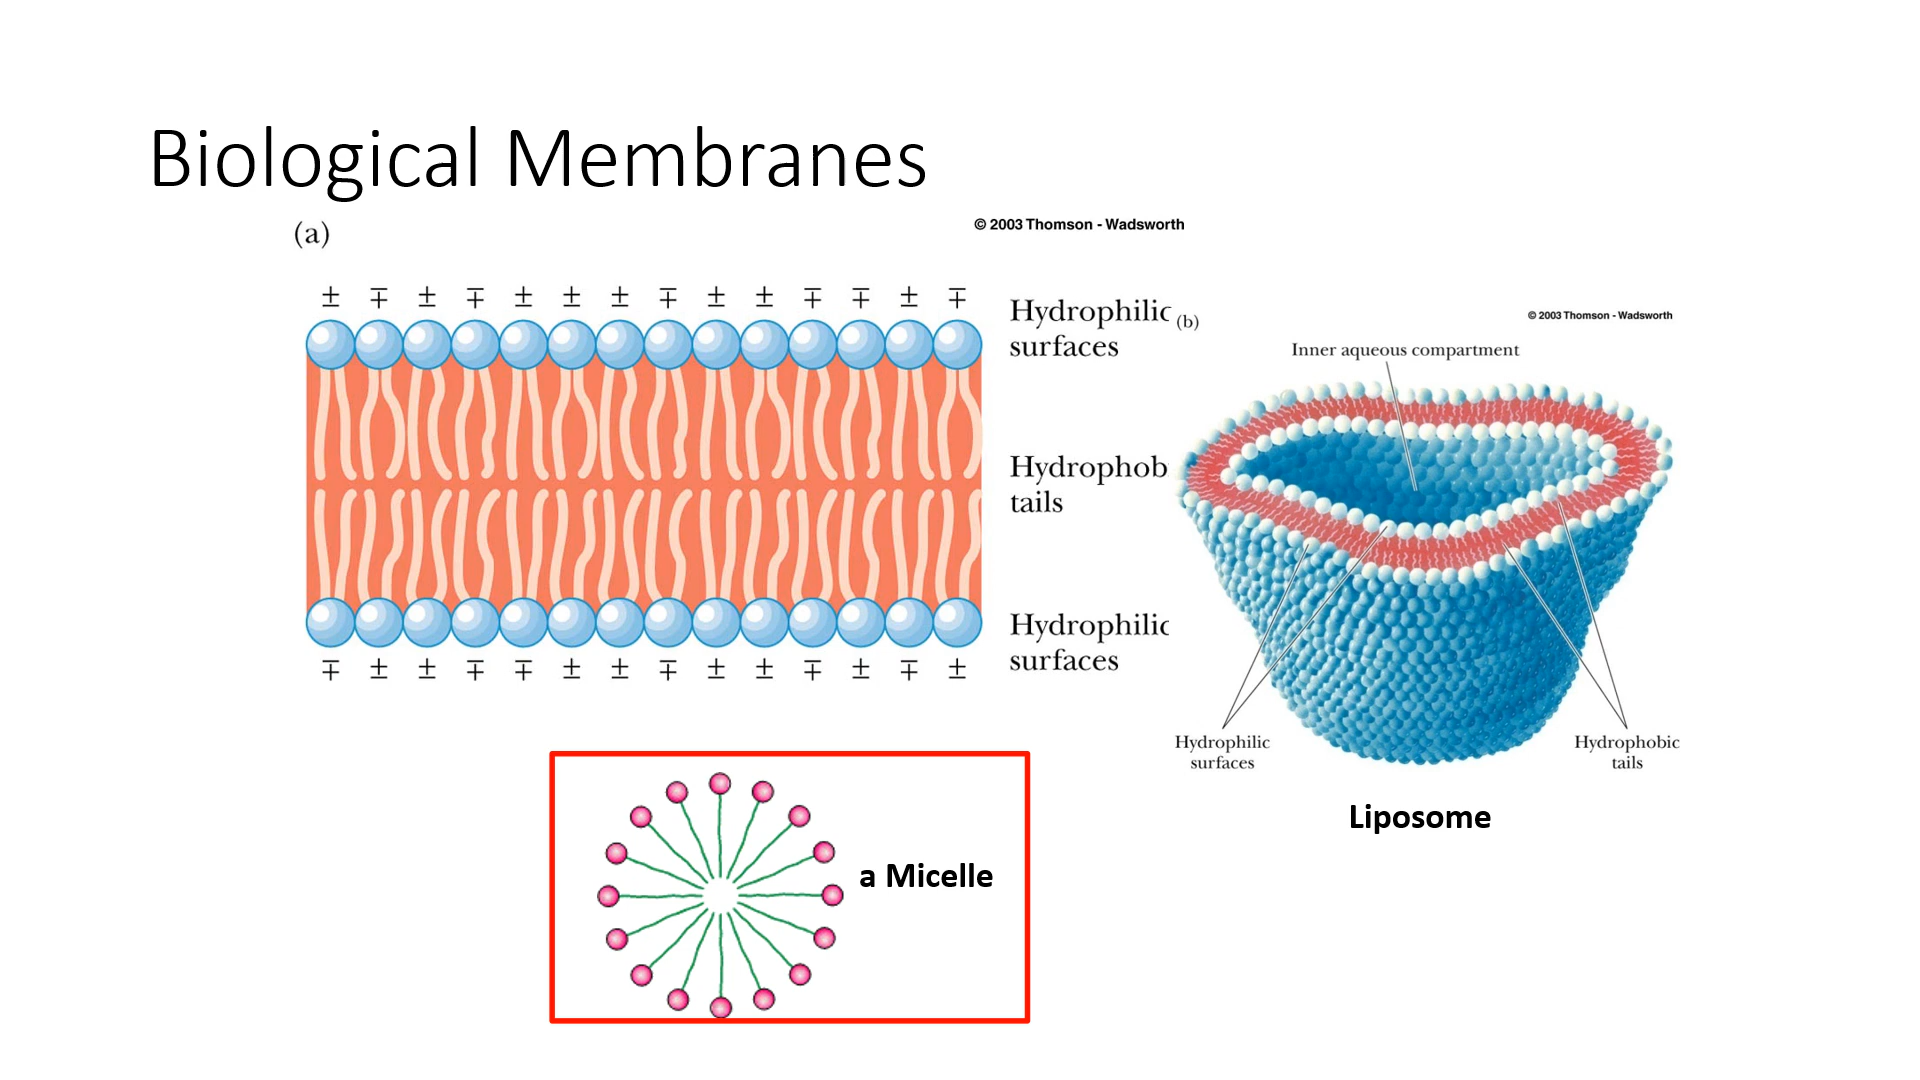 Biological Membranes
(a)
© 2003 Thomson - Wadsworth
± ∓ ± ∓ ± ± ± ∓ ± ± ∓ ∓ ± ∓
Hydrophilic
surfaces
Hydrophob
tails
Hydrophilic
surfaces
∓ ± ± ∓ ∓ ± ± ∓ ± ± ∓ ± ∓ ±
(b)
© 2003 Thomson - Wadsworth
Inner aqueous compartment
Hydrophilic
surfaces
Hydrophobic
tails
Liposome
a Micelle